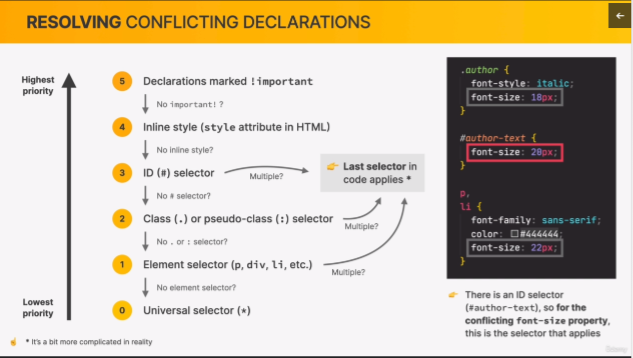 RESOLVING CONFLICTING DECLARATIONS
Highest
priority
5 Declarations marked !important
No important! ?
4 Inline style (style attribute in HTML)
No inline style?
3 ID (#) selector
Multiple?
No # selector?
2 Class (.) or pseudo-class (:) selector
Multiple?
No . or : selector?
1 Element selector (p, div, li, etc.)
Multiple?
No element selector?
Lowest
priority
0 Universal selector (*)
* It's a bit more complicated in reality
Last selector in
code applies *
.author {
font-style: italic;
font-size: 18px;
}
#author-text {
font-size: 20px;
}
p,
li {
font-family: sans-serif;
color: #444444;
font-size: 22px;
}
There is an ID selector
(#author-text), so for the
conflicting font-size property,
this is the selector that applies
Udemy